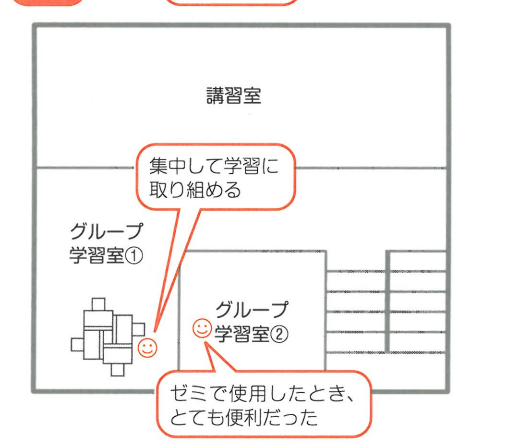 講習室
集中して学習に
取り組める
グループ
学習室①
グループ
学習室②
ゼミで使用したとき、
とても便利だった